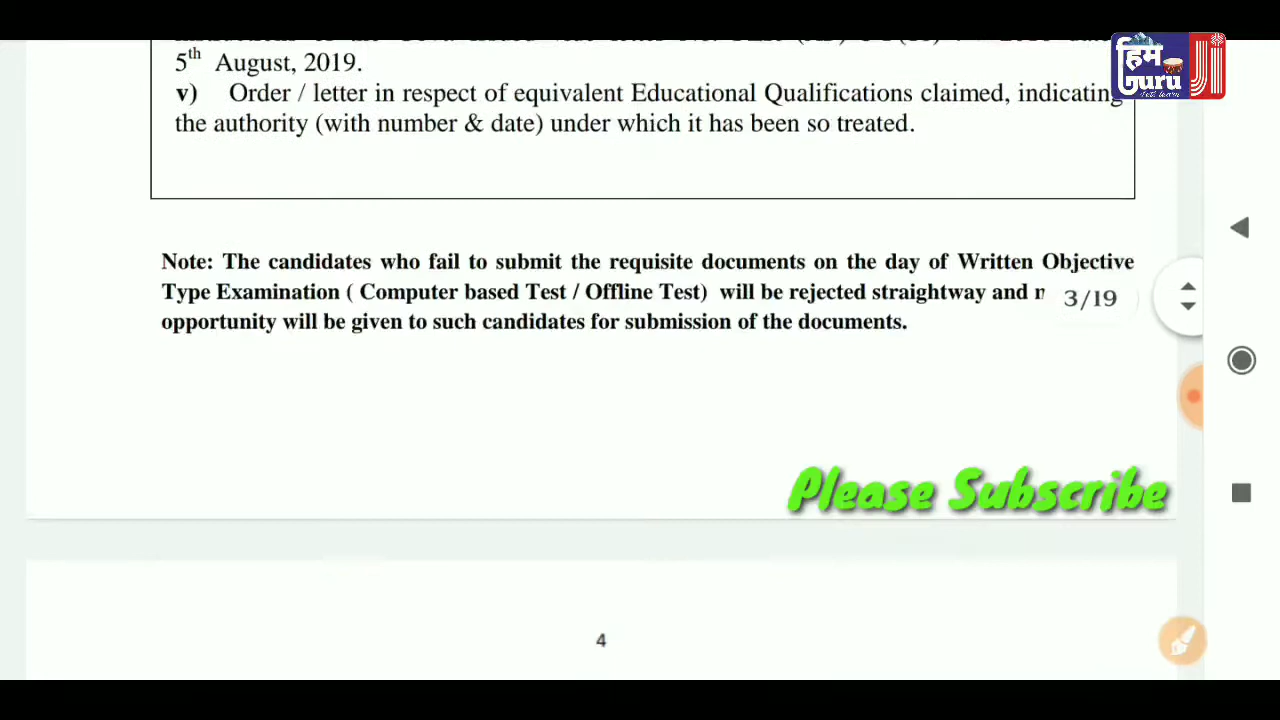 5th August, 2019.
v) Order / letter in respect of equivalent Educational Qualifications claimed, indicating
the authority (with number & date) under which it has been so treated.
Note: The candidates who fail to submit the requisite documents on the day of Written Objective
Type Examination ( Computer based Test / Offline Test) will be rejected straightway and
opportunity will be given to such candidates for submission of the documents.
3/19
Please Subscribe
4
हिम
Guru
Ji